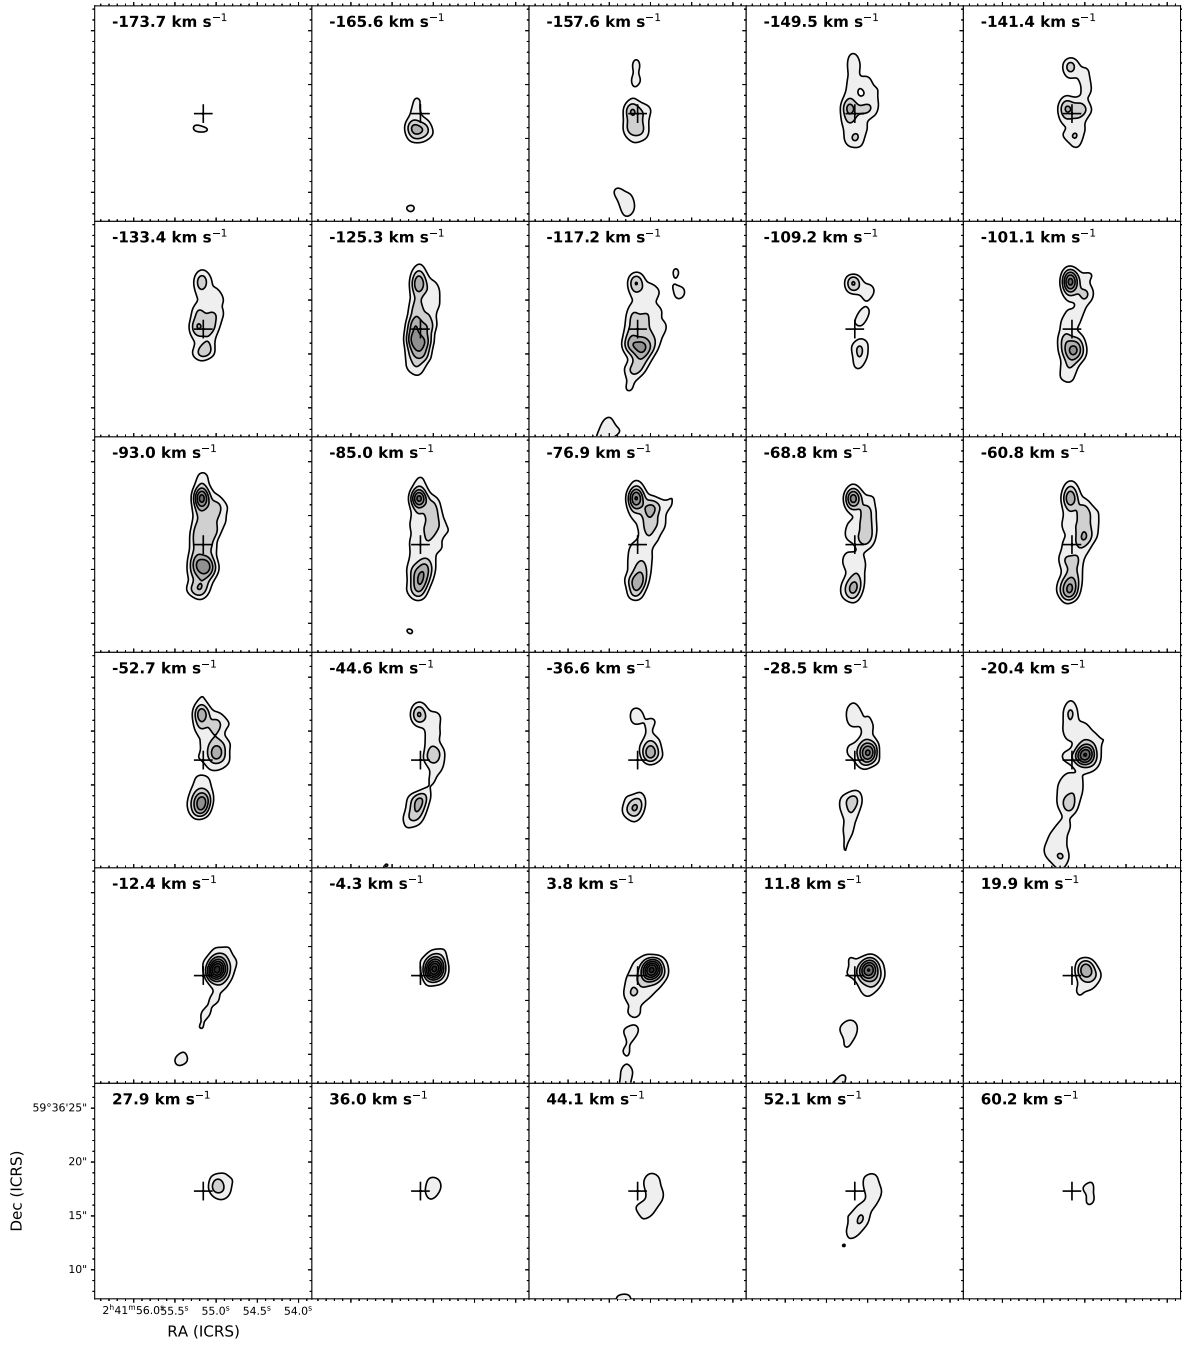 -173.7 km s⁻¹ -165.6 km s⁻¹ -157.6 km s⁻¹ -149.5 km s⁻¹ -141.4 km s⁻¹
-133.4 km s⁻¹ -125.3 km s⁻¹ -117.2 km s⁻¹ -109.2 km s⁻¹ -101.1 km s⁻¹
-93.0 km s⁻¹ -85.0 km s⁻¹ -76.9 km s⁻¹ -68.8 km s⁻¹ -60.8 km s⁻¹
-52.7 km s⁻¹ -44.6 km s⁻¹ -36.6 km s⁻¹ -28.5 km s⁻¹ -20.4 km s⁻¹
-12.4 km s⁻¹ -4.3 km s⁻¹ 3.8 km s⁻¹ 11.8 km s⁻¹ 19.9 km s⁻¹
27.9 km s⁻¹ 36.0 km s⁻¹ 44.1 km s⁻¹ 52.1 km s⁻¹ 60.2 km s⁻¹
59°36'25"
20"
15"
10"
Dec (ICRS)
2ʰ41ᵐ56.0ˢ 55.5ˢ 55.0ˢ 54.5ˢ 54.0ˢ
RA (ICRS)